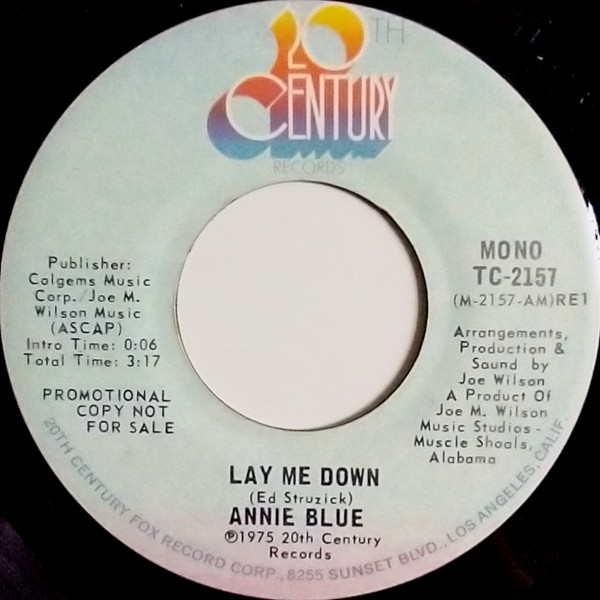 20TH
CENTURY
RECORDS
MONO
TC-2157
(M-2157-AM)RE1
Publisher:
Colgems Music
Corp./Joe M.
Wilson Music
(ASCAP)
Intro Time: 0:06
Total Time: 3:17
PROMOTIONAL
COPY NOT
FOR SALE
Arrangements,
Production &
Sound by
Joe Wilson
A Product Of
Joe M. Wilson
Music Studios -
Muscle Shoals,
Alabama
LAY ME DOWN
(Ed Struzick)
ANNIE BLUE
℗1975 20th Century
Records
20TH CENTURY FOX RECORD CORP., 8255 SUNSET BLVD., LOS ANGELES, CALIF.